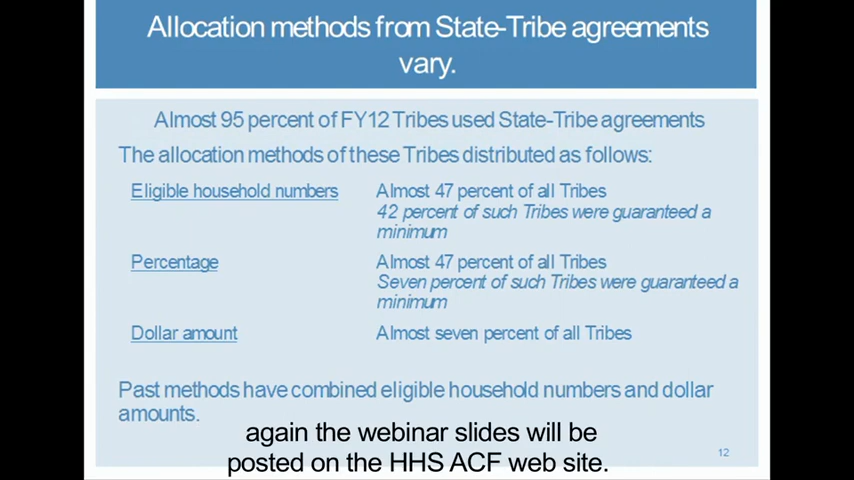 Allocation methods from State-Tribe agreements
vary.
Almost 95 percent of FY12 Tribes used State-Tribe agreements
The allocation methods of these Tribes distributed as follows:
Eligible household numbers
Almost 47 percent of all Tribes
42 percent of such Tribes were guaranteed a
minimum
Percentage
Almost 47 percent of all Tribes
Seven percent of such Tribes were guaranteed a
minimum
Dollar amount
Almost seven percent of all Tribes
Past methods have combined eligible household numbers and dollar
amounts.
again the webinar slides will be
posted on the HHS ACF web site.
12